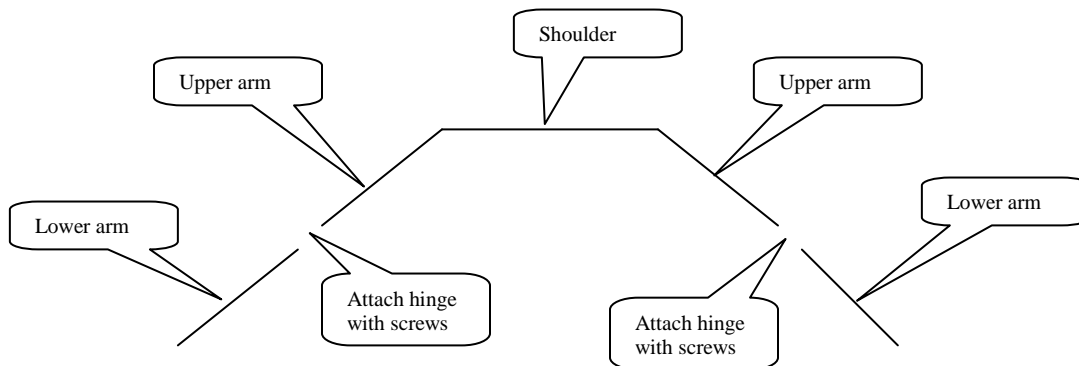 Shoulder
Upper arm
Upper arm
Lower arm
Lower arm
Attach hinge
with screws
Attach hinge
with screws